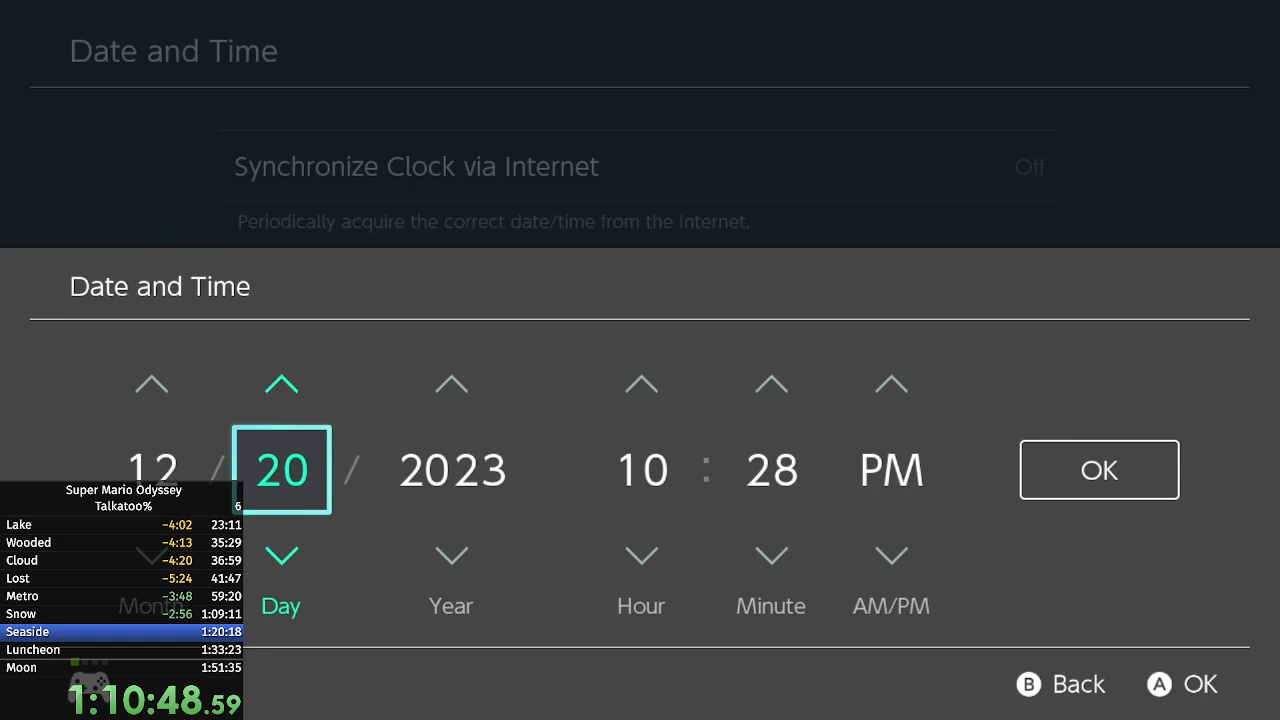 Date and Time
Synchronize Clock via Internet Off
Periodically acquire the correct date/time from the Internet.
Date and Time
12 / 20 / 2023 10 : 28 PM OK
Month Day Year Hour Minute AM/PM
B Back A OK
Super Mario Odyssey
Talkatoo% 6
Lake −4:02 23:11
Wooded −4:13 35:29
Cloud −4:20 36:59
Lost −5:24 41:47
Metro −3:48 59:20
Snow −2:56 1:09:11
Seaside 1:20:18
Luncheon 1:33:23
Moon 1:51:35
1:10:48.59